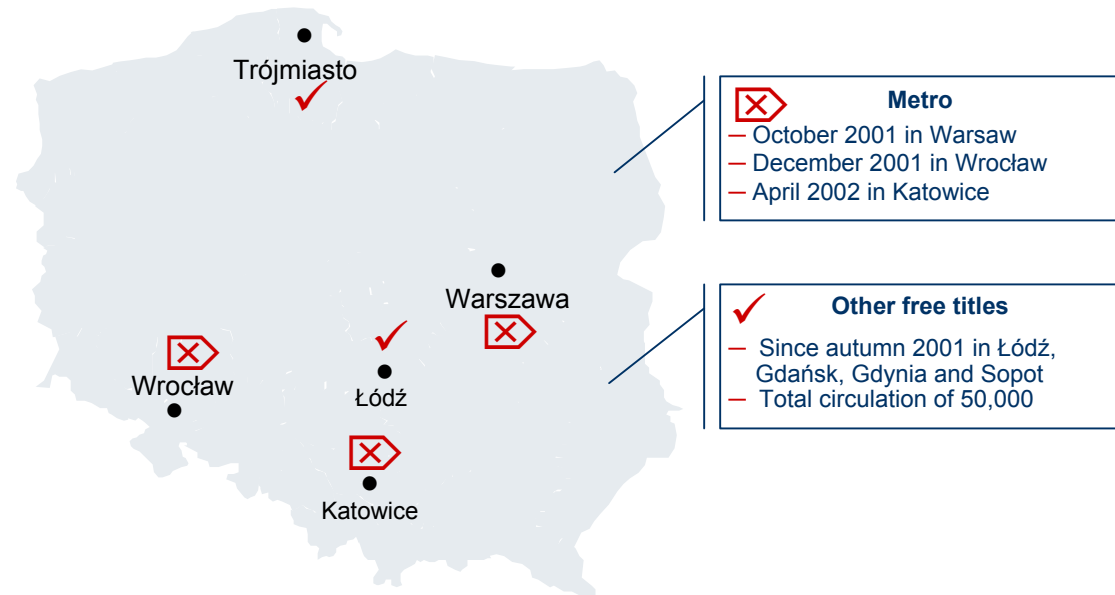 Trójmiasto
Warszawa
Wrocław
Łódź
Katowice
Metro
— October 2001 in Warsaw
— December 2001 in Wrocław
— April 2002 in Katowice
Other free titles
— Since autumn 2001 in Łódź,
Gdańsk, Gdynia and Sopot
— Total circulation of 50,000